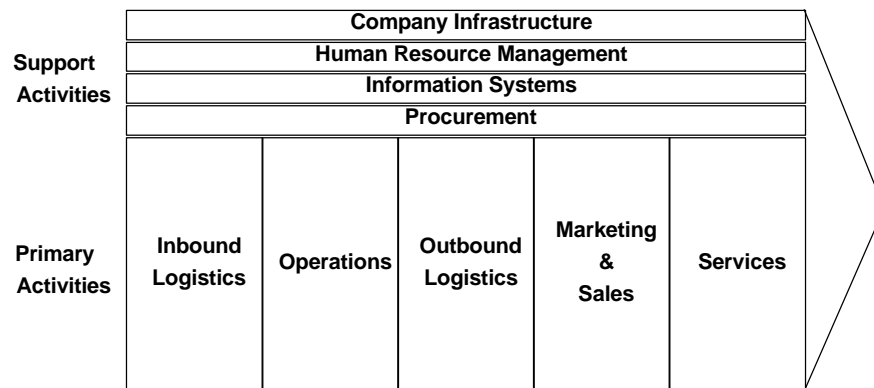 Company Infrastructure
Human Resource Management
Support
Activities
Information Systems
Procurement
Primary
Activities
Inbound
Logistics
Operations
Outbound
Logistics
Marketing
&
Sales
Services